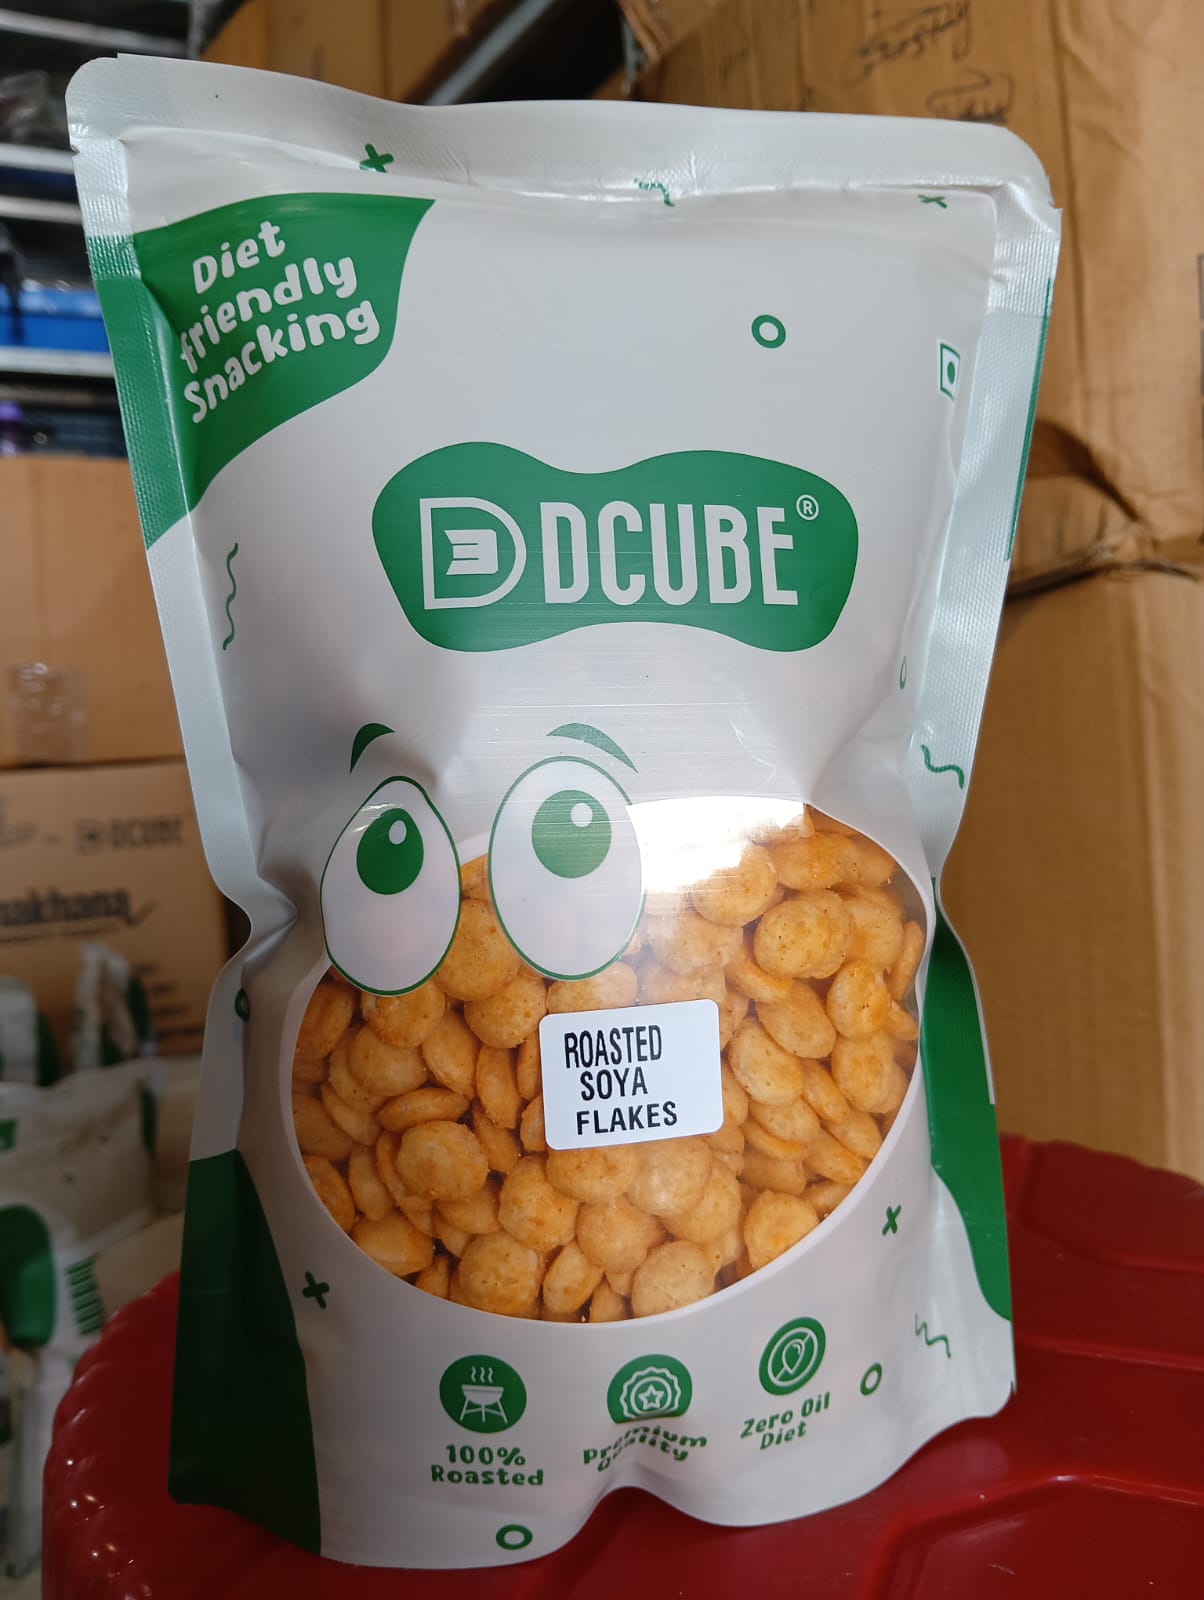 Diet
friendly
Snacking
DCUBE®
ROASTED
SOYA
FLAKES
100%
Roasted
Premium
Quality
Zero Oil
Diet
DCUBE
makhana